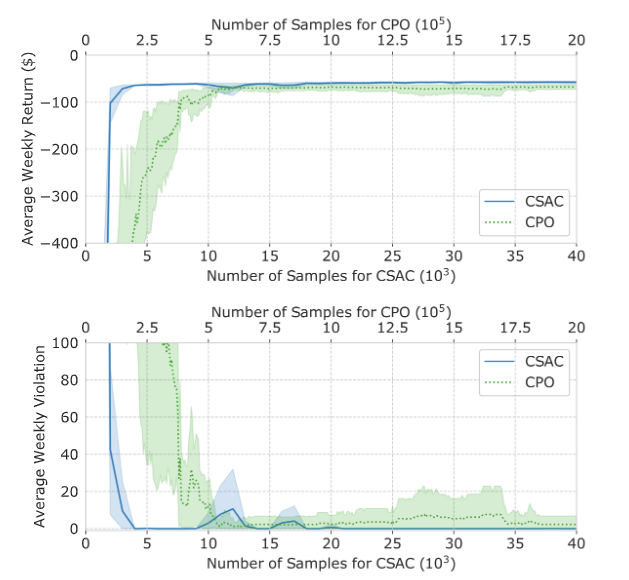 Number of Samples for CPO (10⁵)
0 2.5 5 7.5 10 12.5 15 17.5 20
Average Weekly Return ($)
0
−100
−200
−300
−400
CSAC
CPO
5 10 15 20 25 30 35 40
Number of Samples for CSAC (10³)
Number of Samples for CPO (10⁵)
0 2.5 5 7.5 10 12.5 15 17.5 20
Average Weekly Violation
100
80
60
40
20
0
CSAC
CPO
0 5 10 15 20 25 30 35 40
Number of Samples for CSAC (10³)